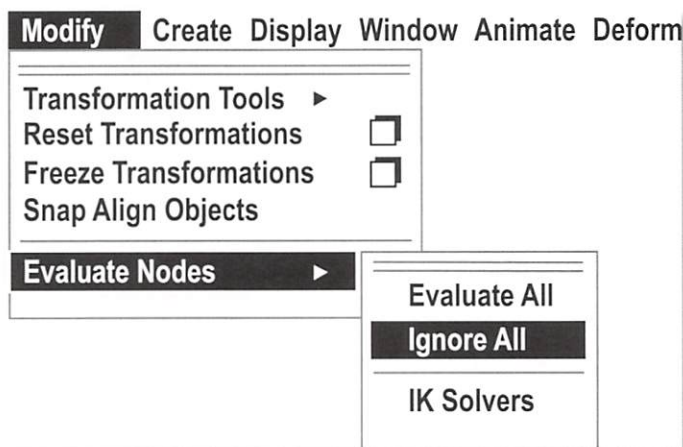 Modify Create Display Window Animate Deform
Transformation Tools ►
Reset Transformations
Freeze Transformations
Snap Align Objects
Evaluate Nodes ►
Evaluate All
Ignore All
IK Solvers